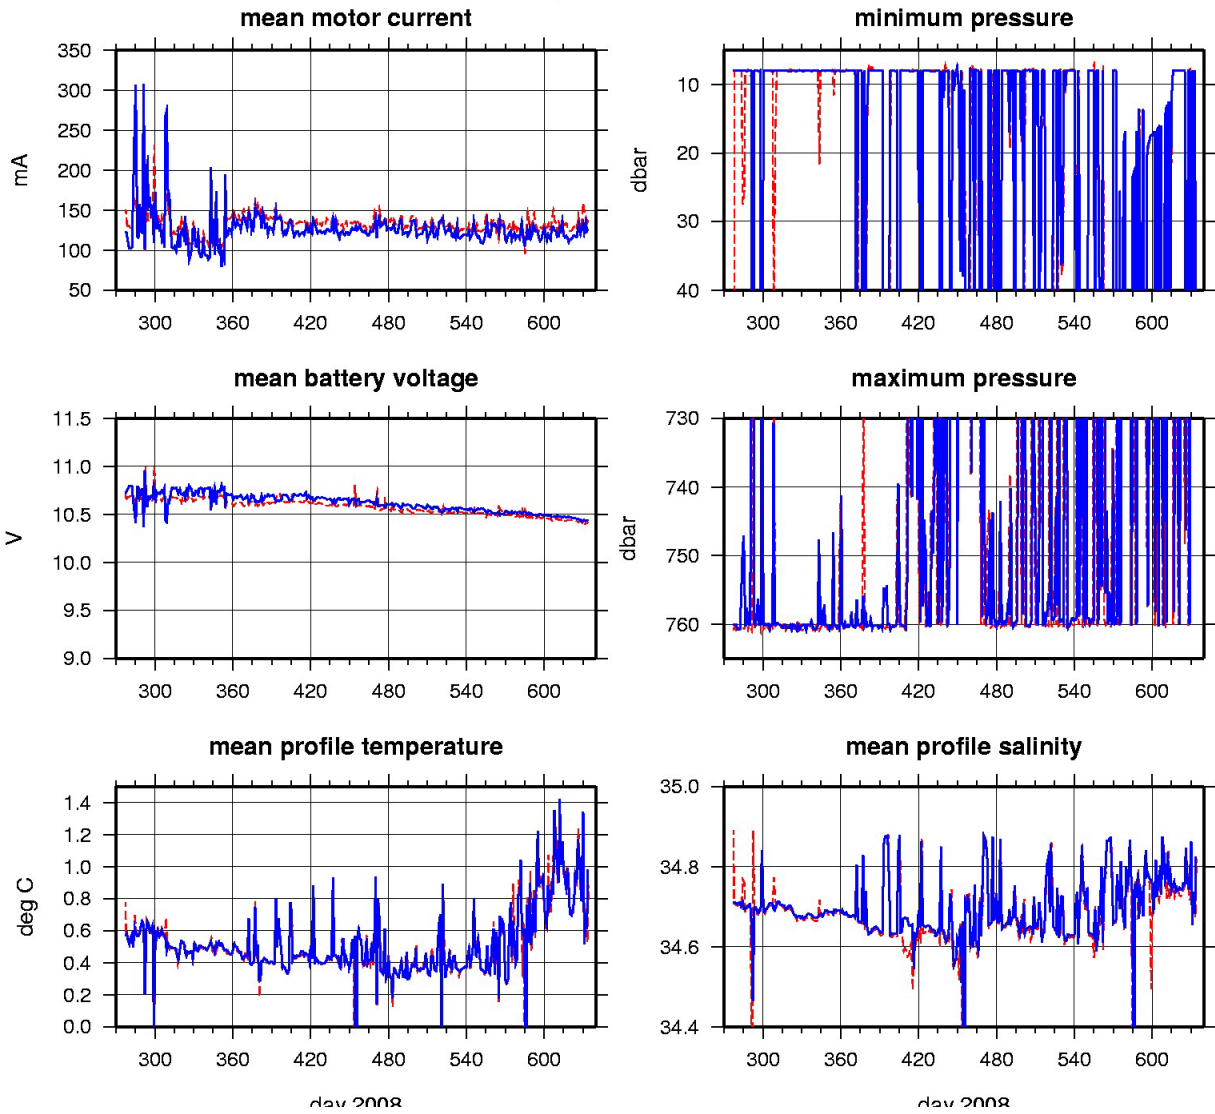 mean motor current
350
300
250
200
150
100
50
mA
300 360 420 480 540 600
minimum pressure
10
20
30
40
dbar
300 360 420 480 540 600
mean battery voltage
11.5
11.0
10.5
10.0
9.5
9.0
V
300 360 420 480 540 600
maximum pressure
730
740
750
760
dbar
300 360 420 480 540 600
mean profile temperature
1.4
1.2
1.0
0.8
0.6
0.4
0.2
0.0
deg C
300 360 420 480 540 600
day 2008
mean profile salinity
35.0
34.8
34.6
34.4
300 360 420 480 540 600
day 2008